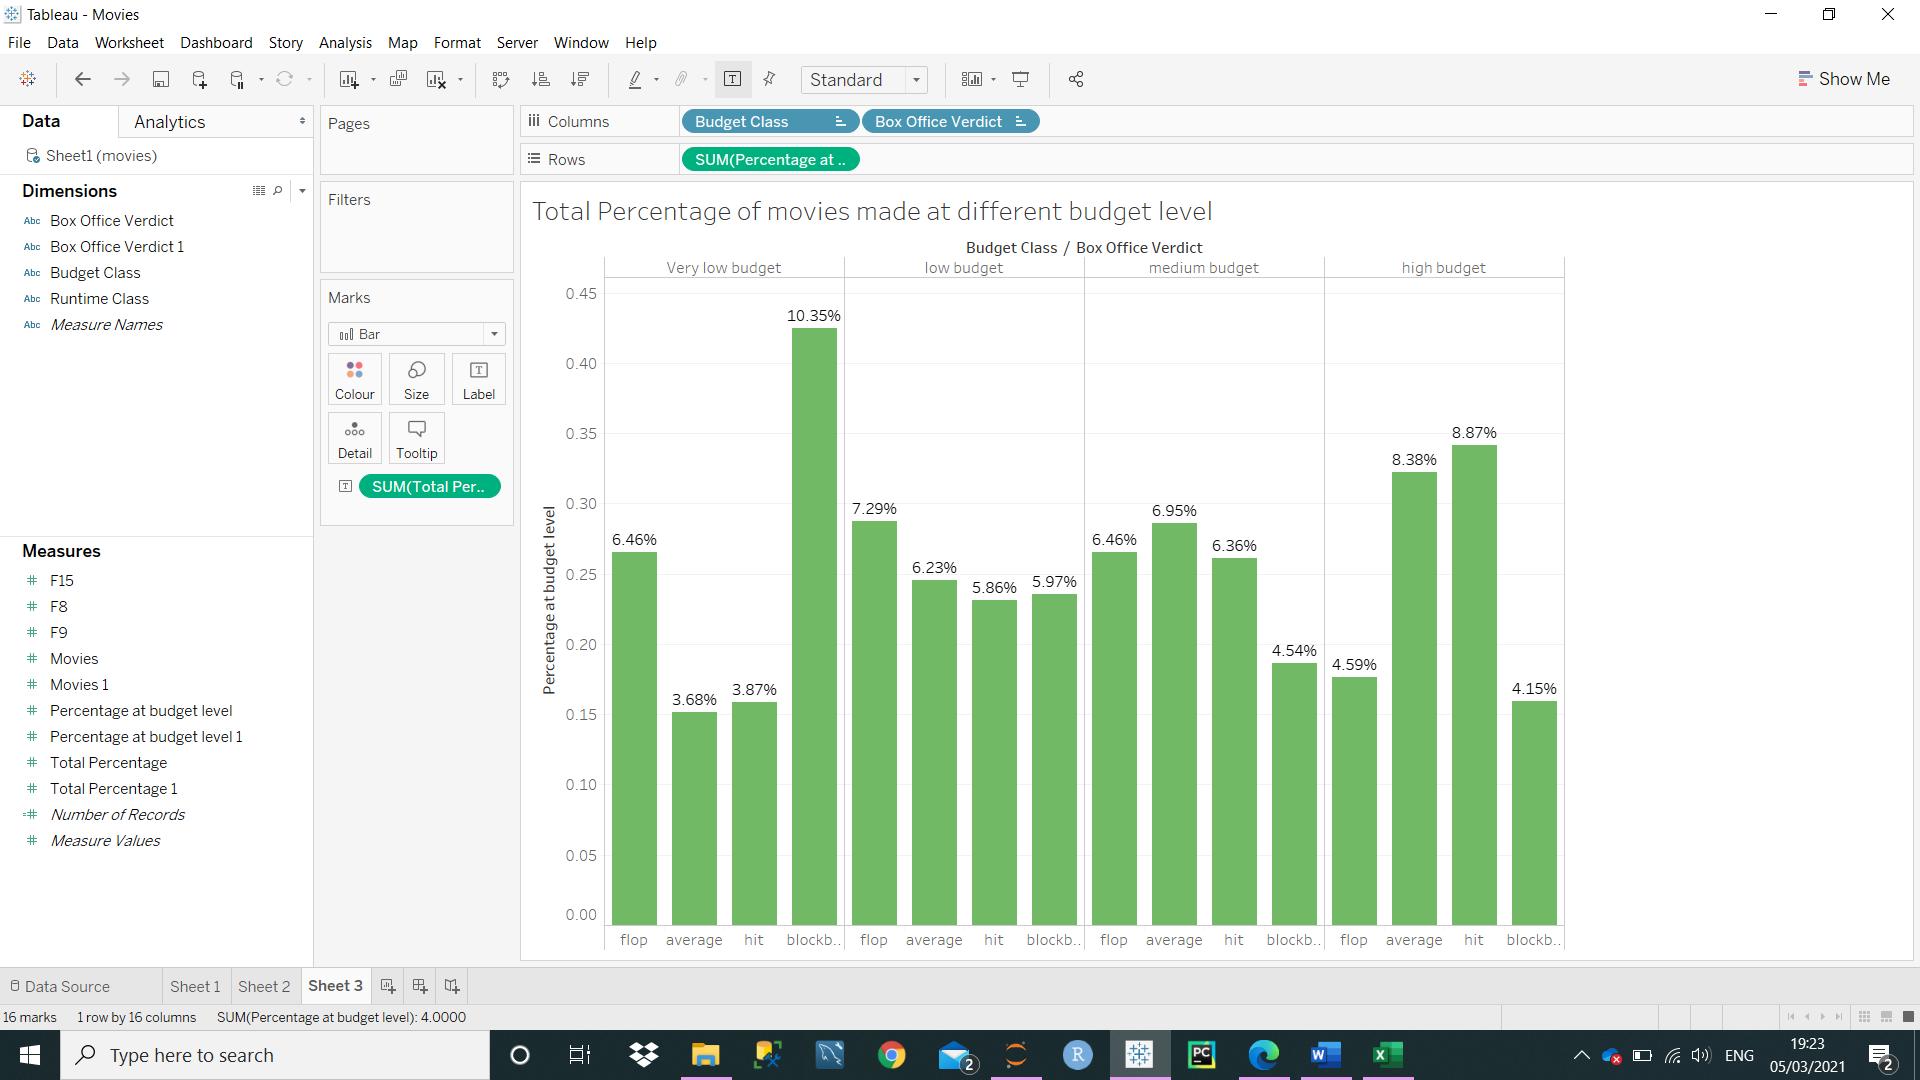 Tableau - Movies
File Data Worksheet Dashboard Story Analysis Map Format Server Window Help
Standard
Show Me
Data Analytics
Sheet1 (movies)
Dimensions
Abc Box Office Verdict
Abc Box Office Verdict 1
Abc Budget Class
Abc Runtime Class
Abc Measure Names
Measures
# F15
# F8
# F9
# Movies
# Movies 1
# Percentage at budget level
# Percentage at budget level 1
# Total Percentage
# Total Percentage 1
=# Number of Records
# Measure Values
Pages
Filters
Marks
Bar
Colour Size Label
Detail Tooltip
SUM(Total Per..
Columns Budget Class Box Office Verdict
Rows SUM(Percentage at ..
Total Percentage of movies made at different budget level
Budget Class / Box Office Verdict
Very low budget low budget medium budget high budget
Percentage at budget level
0.45
0.40
0.35
0.30
0.25
0.20
0.15
0.10
0.05
0.00
6.46% 3.68% 3.87% 10.35% 7.29% 6.23% 5.86% 5.97% 6.46% 6.95% 6.36% 4.54% 4.59% 8.38% 8.87% 4.15%
flop average hit blockb.. flop average hit blockb.. flop average hit blockb.. flop average hit blockb..
Data Source Sheet 1 Sheet 2 Sheet 3
16 marks 1 row by 16 columns SUM(Percentage at budget level): 4.0000
Type here to search
2
R
PC
W
X
ENG
19:23
05/03/2021
2